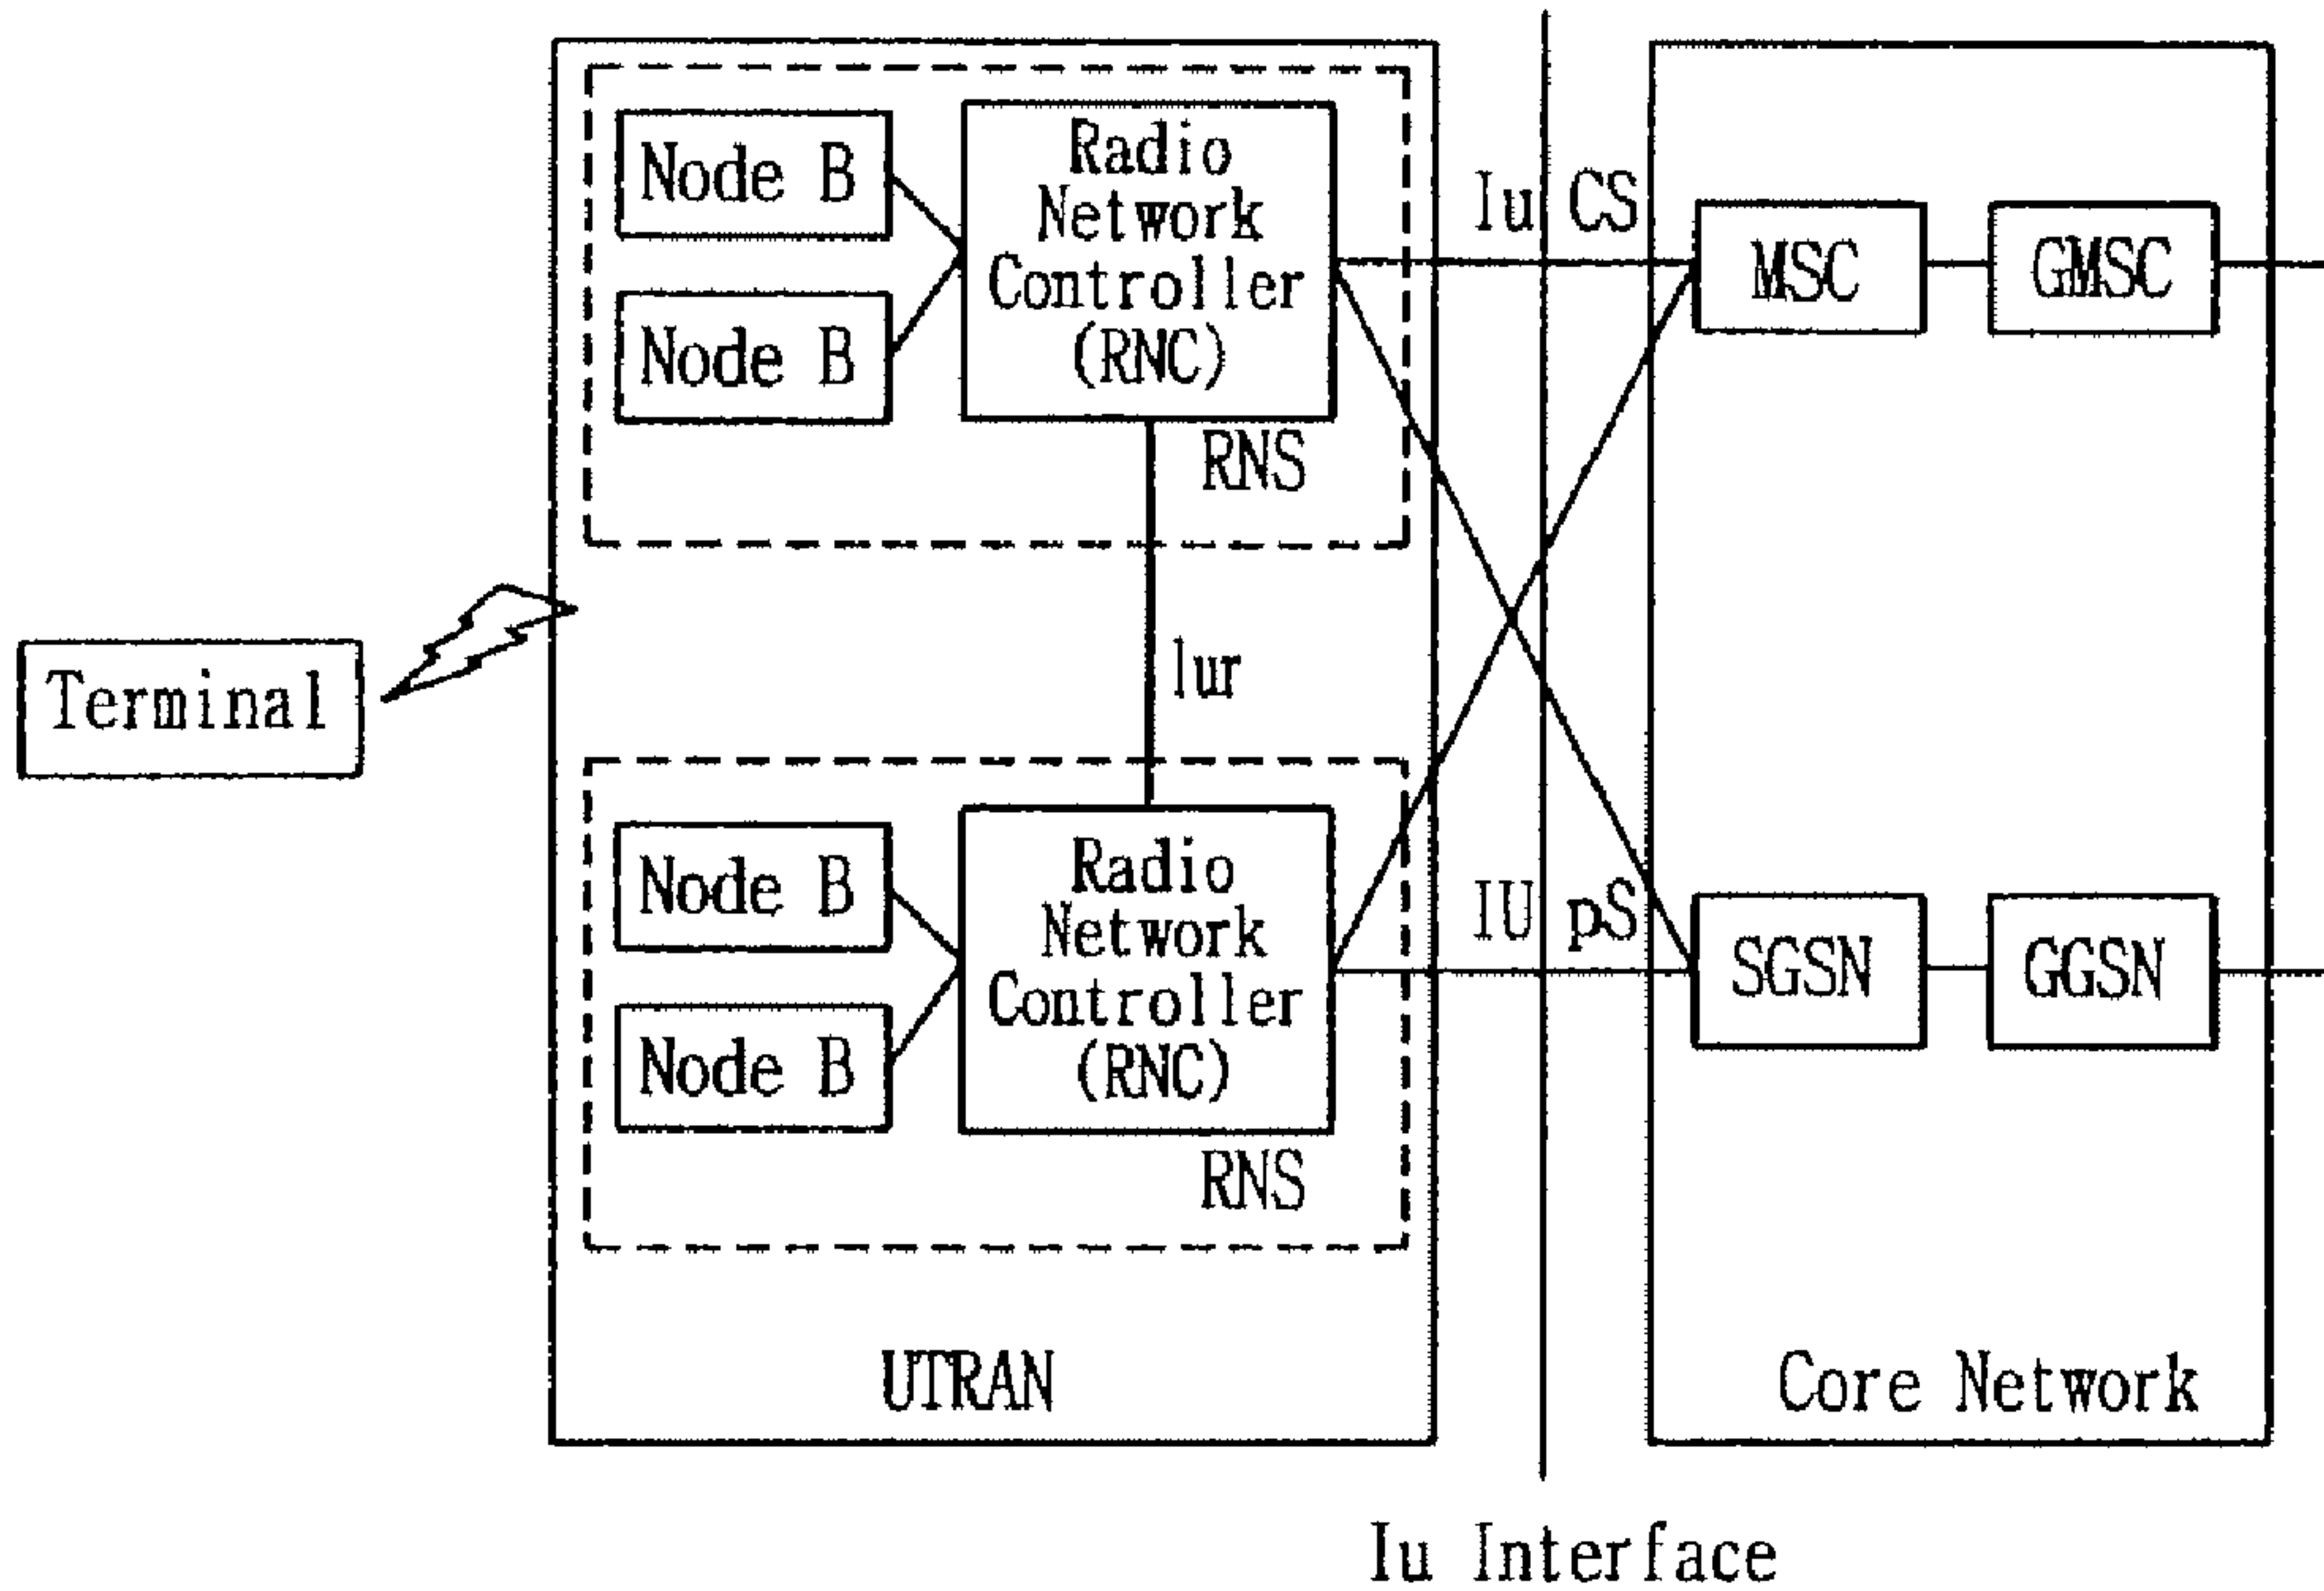 Node B
Node B
Radio
Network
Controller
(RNC)
RNS
Iu CS
MSC
GMSC
Terminal
lur
Node B
Node B
Radio
Network
Controller
(RNC)
RNS
IU pS
SGSN
GGSN
UTRAN
Core Network
Iu Interface